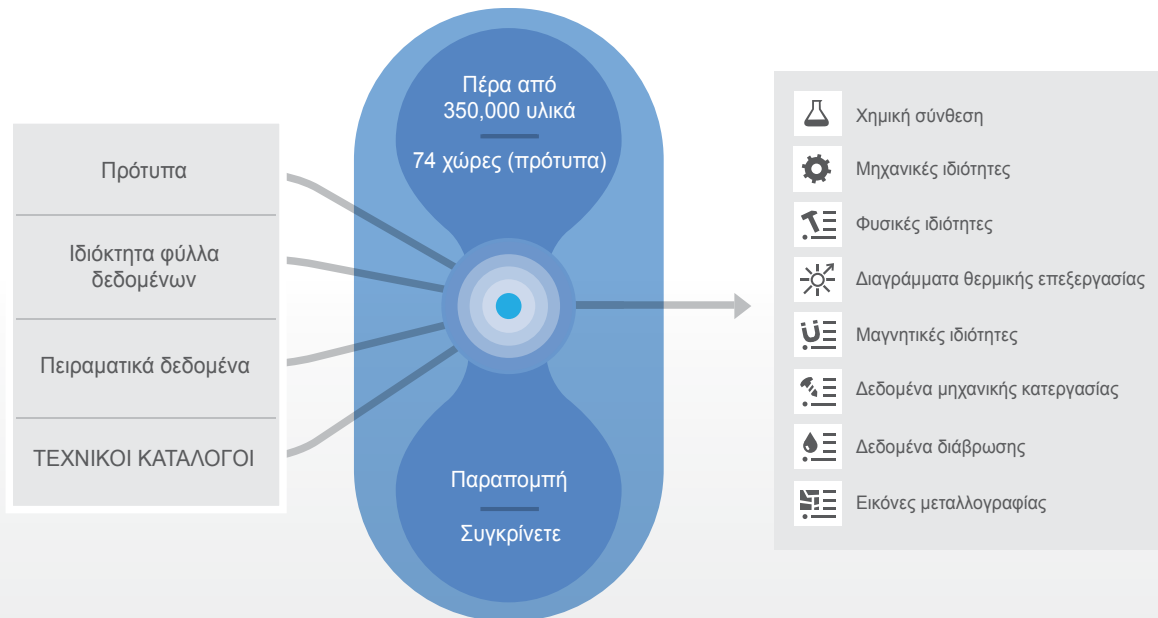 Πρότυπα
Ιδιόκτητα φύλλα
δεδομένων
Πειραματικά δεδομένα
ΤΕΧΝΙΚΟΙ ΚΑΤΑΛΟΓΟΙ
Πέρα από
350,000 υλικά
74 χώρες (πρότυπα)
Παραπομπή
Συγκρίνετε
Χημική σύνθεση
Μηχανικές ιδιότητες
Φυσικές ιδιότητες
Διαγράμματα θερμικής επεξεργασίας
Μαγνητικές ιδιότητες
Δεδομένα μηχανικής κατεργασίας
Δεδομένα διάβρωσης
Εικόνες μεταλλογραφίας